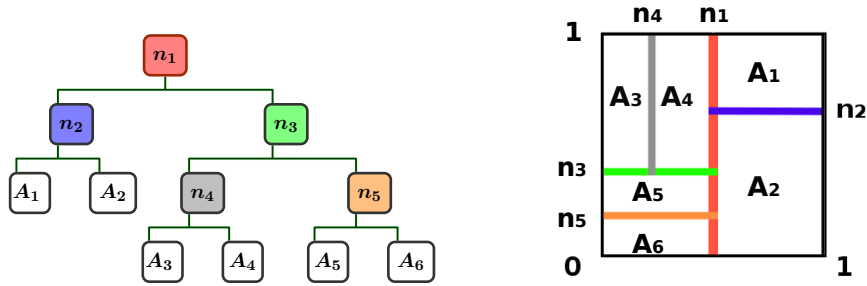 n₁
n₂ n₃
A₁ A₂ n₄ n₅
A₃ A₄ A₅ A₆
n₄ n₁
1
A₁
A₃ A₄
n₂
n₃
A₅ A₂
n₅
A₆
0 1